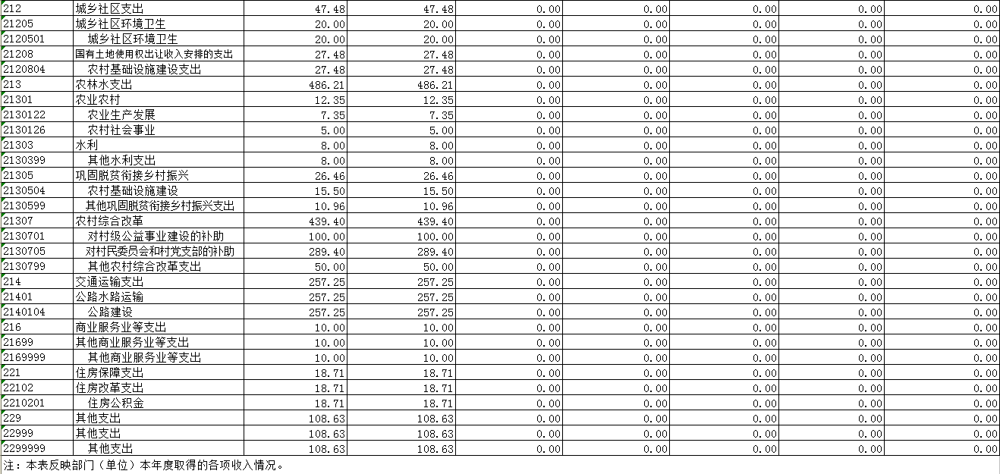 212 城乡社区支出 47.48 47.48 0.00 0.00 0.00 0.00 0.00
21205 城乡社区环境卫生 20.00 20.00 0.00 0.00 0.00 0.00 0.00
2120501 城乡社区环境卫生 20.00 20.00 0.00 0.00 0.00 0.00 0.00
21208 国有土地使用权出让收入安排的支出 27.48 27.48 0.00 0.00 0.00 0.00 0.00
2120804 农村基础设施建设支出 27.48 27.48 0.00 0.00 0.00 0.00 0.00
213 农林水支出 486.21 486.21 0.00 0.00 0.00 0.00 0.00
21301 农业农村 12.35 12.35 0.00 0.00 0.00 0.00 0.00
2130122 农业生产发展 7.35 7.35 0.00 0.00 0.00 0.00 0.00
2130126 农村社会事业 5.00 5.00 0.00 0.00 0.00 0.00 0.00
21303 水利 8.00 8.00 0.00 0.00 0.00 0.00 0.00
2130399 其他水利支出 8.00 8.00 0.00 0.00 0.00 0.00 0.00
21305 巩固脱贫衔接乡村振兴 26.46 26.46 0.00 0.00 0.00 0.00 0.00
2130504 农村基础设施建设 15.50 15.50 0.00 0.00 0.00 0.00 0.00
2130599 其他巩固脱贫衔接乡村振兴支出 10.96 10.96 0.00 0.00 0.00 0.00 0.00
21307 农村综合改革 439.40 439.40 0.00 0.00 0.00 0.00 0.00
2130701 对村级公益事业建设的补助 100.00 100.00 0.00 0.00 0.00 0.00 0.00
2130705 对村民委员会和村党支部的补助 289.40 289.40 0.00 0.00 0.00 0.00 0.00
2130799 其他农村综合改革支出 50.00 50.00 0.00 0.00 0.00 0.00 0.00
214 交通运输支出 257.25 257.25 0.00 0.00 0.00 0.00 0.00
21401 公路水路运输 257.25 257.25 0.00 0.00 0.00 0.00 0.00
2140104 公路建设 257.25 257.25 0.00 0.00 0.00 0.00 0.00
216 商业服务业等支出 10.00 10.00 0.00 0.00 0.00 0.00 0.00
21699 其他商业服务业等支出 10.00 10.00 0.00 0.00 0.00 0.00 0.00
2169999 其他商业服务业等支出 10.00 10.00 0.00 0.00 0.00 0.00 0.00
221 住房保障支出 18.71 18.71 0.00 0.00 0.00 0.00 0.00
22102 住房改革支出 18.71 18.71 0.00 0.00 0.00 0.00 0.00
2210201 住房公积金 18.71 18.71 0.00 0.00 0.00 0.00 0.00
229 其他支出 108.63 108.63 0.00 0.00 0.00 0.00 0.00
22999 其他支出 108.63 108.63 0.00 0.00 0.00 0.00 0.00
2299999 其他支出 108.63 108.63 0.00 0.00 0.00 0.00 0.00
注：本表反映部门（单位）本年度取得的各项收入情况。